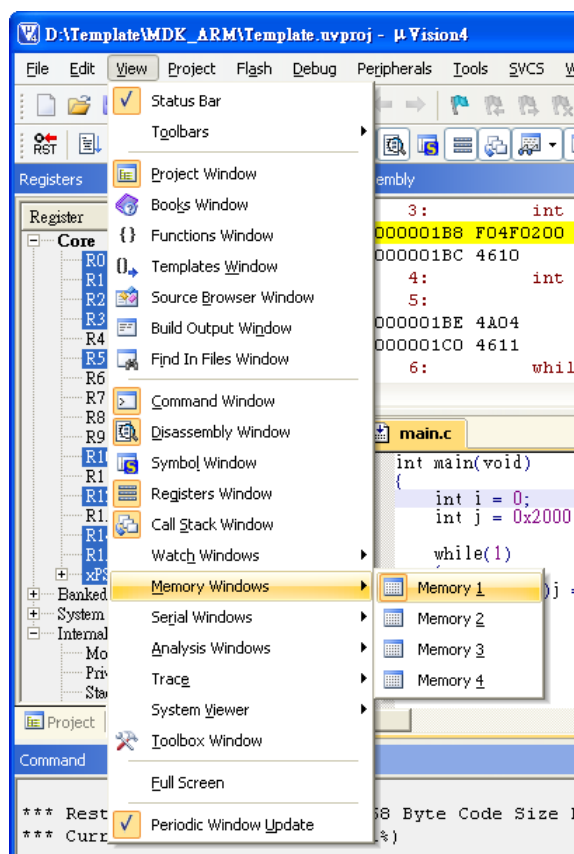 D:\Template\MDK_ARM\Template.uvproj - µVision4
File Edit View Project Flash Debug Peripherals Tools SVCS
Status Bar
Toolbars
RST
Registers
Project Window
Register
3: int
Books Window
000001B8 F04F0200
Core
Functions Window
000001BC 4610
R0
4: int
R1
Templates Window
5:
R2
Source Browser Window
000001BE 4A04
R3
Build Output Window
000001C0 4611
R4
R5
Find In Files Window
6:
R6
R7
Command Window
R8
Disassembly Window
main.c
R9
Symbol Window
int main(void)
{
Registers Window
int i = 0;
Call Stack Window
int j = 0x2000
Watch Windows
while(1)
Memory Windows
Memory 1
Banked
)j =
System
Serial Windows
Memory 2
Internal
Analysis Windows
Memory 3
Trace
Memory 4
System Viewer
Project
Toolbox Window
Command
Full Screen
*** Rest
58 Byte Code Size
Periodic Window Update
*** Curr
%)